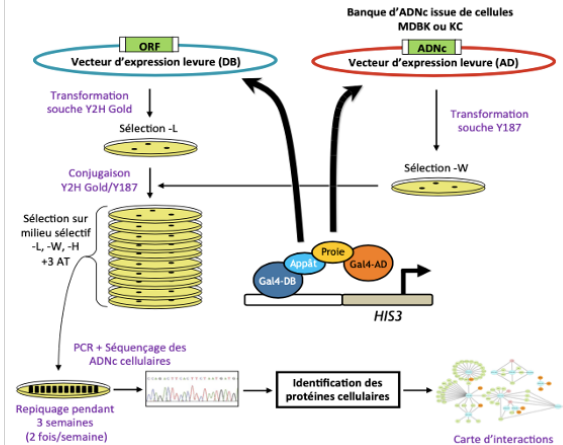 Banque d'ADNc issue de cellules
MDBK ou KC
ORF
Vecteur d'expression levure (DB)
ADNc
Vecteur d'expression levure (AD)
Transformation
souche Y2H Gold
Sélection -L
Transformation
souche Y187
Sélection -W
Conjugaison
Y2H Gold/Y187
Sélection sur
milieu sélectif
-L, -W, -H
+3 AT
Gal4-DB
Appât
Proie
Gal4-AD
HIS3
PCR + Séquençage des
ADNc cellulaires
Identification des
protéines cellulaires
Repiquage pendant
3 semaines
(2 fois/semaine)
Carte d'interactions